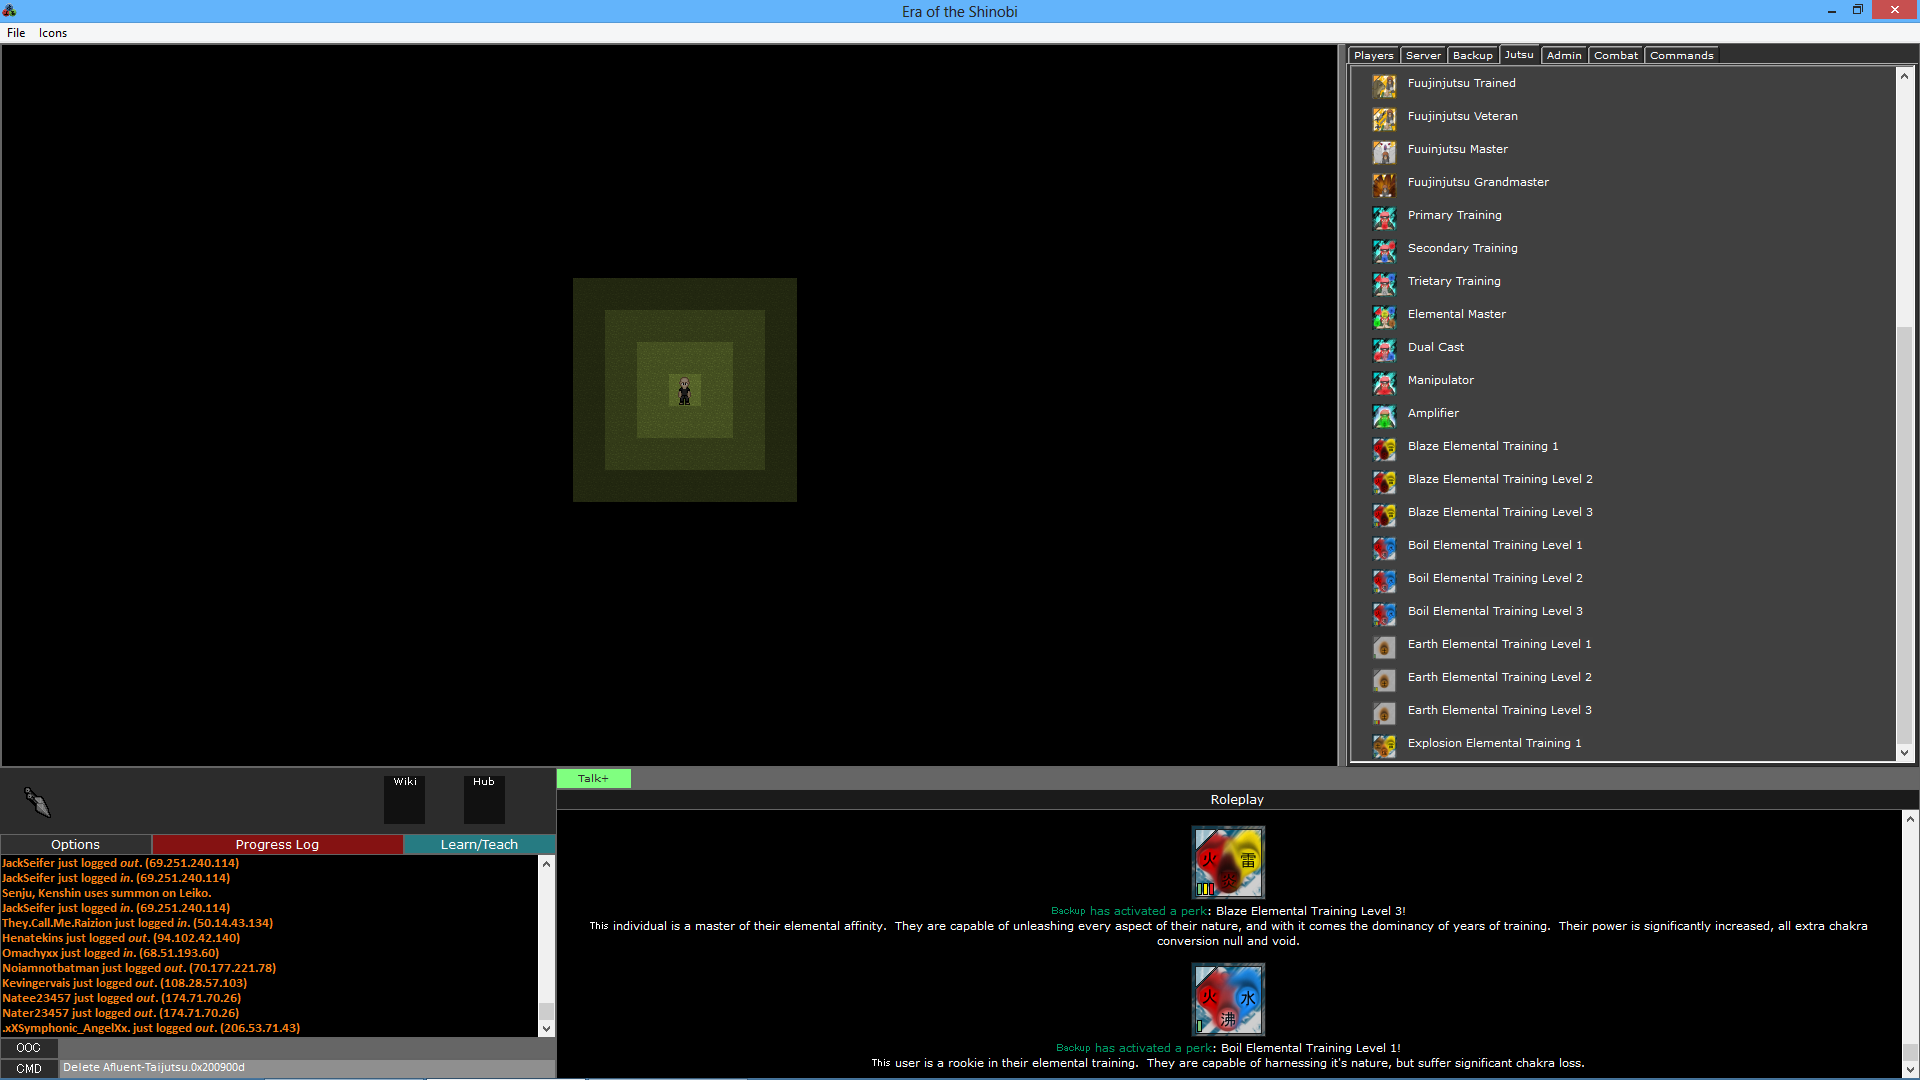 Era of the Shinobi
File Icons
Players Server Backup Jutsu Admin Combat Commands
Fuujinjutsu Trained
Fuujinjutsu Veteran
Fuuinjutsu Master
Fuujinjutsu Grandmaster
Primary Training
Secondary Training
Trietary Training
Elemental Master
Dual Cast
Manipulator
Amplifier
Blaze Elemental Training 1
Blaze Elemental Training Level 2
Blaze Elemental Training Level 3
Boil Elemental Training Level 1
Boil Elemental Training Level 2
Boil Elemental Training Level 3
Earth Elemental Training Level 1
Earth Elemental Training Level 2
Earth Elemental Training Level 3
Explosion Elemental Training 1
Wiki Hub
Options Progress Log Learn/Teach
JackSeifer just logged out. (69.251.240.114)
JackSeifer just logged in. (69.251.240.114)
Senju, Kenshin uses summon on Leiko.
JackSeifer just logged in. (69.251.240.114)
They.Call.Me.Raizion just logged in. (50.14.43.134)
Henatekins just logged out. (94.102.42.140)
Omachyxx just logged in. (68.51.193.60)
Noiamnotbatman just logged out. (70.177.221.78)
Kevingervais just logged out. (108.28.57.103)
Natee23457 just logged out. (174.71.70.26)
Nater23457 just logged out. (174.71.70.26)
.xXSymphonic_AngelXx. just logged out. (206.53.71.43)
OOC
CMD Delete Afluent-Taijutsu.0x200900d
Talk+
Roleplay
火 雷
炎
Backup has activated a perk: Blaze Elemental Training Level 3!
This individual is a master of their elemental affinity. They are capable of unleashing every aspect of their nature, and with it comes the dominancy of years of training. Their power is significantly increased, all extra chakra
conversion null and void.
火 水
沸
Backup has activated a perk: Boil Elemental Training Level 1!
This user is a rookie in their elemental training. They are capable of harnessing it's nature, but suffer significant chakra loss.